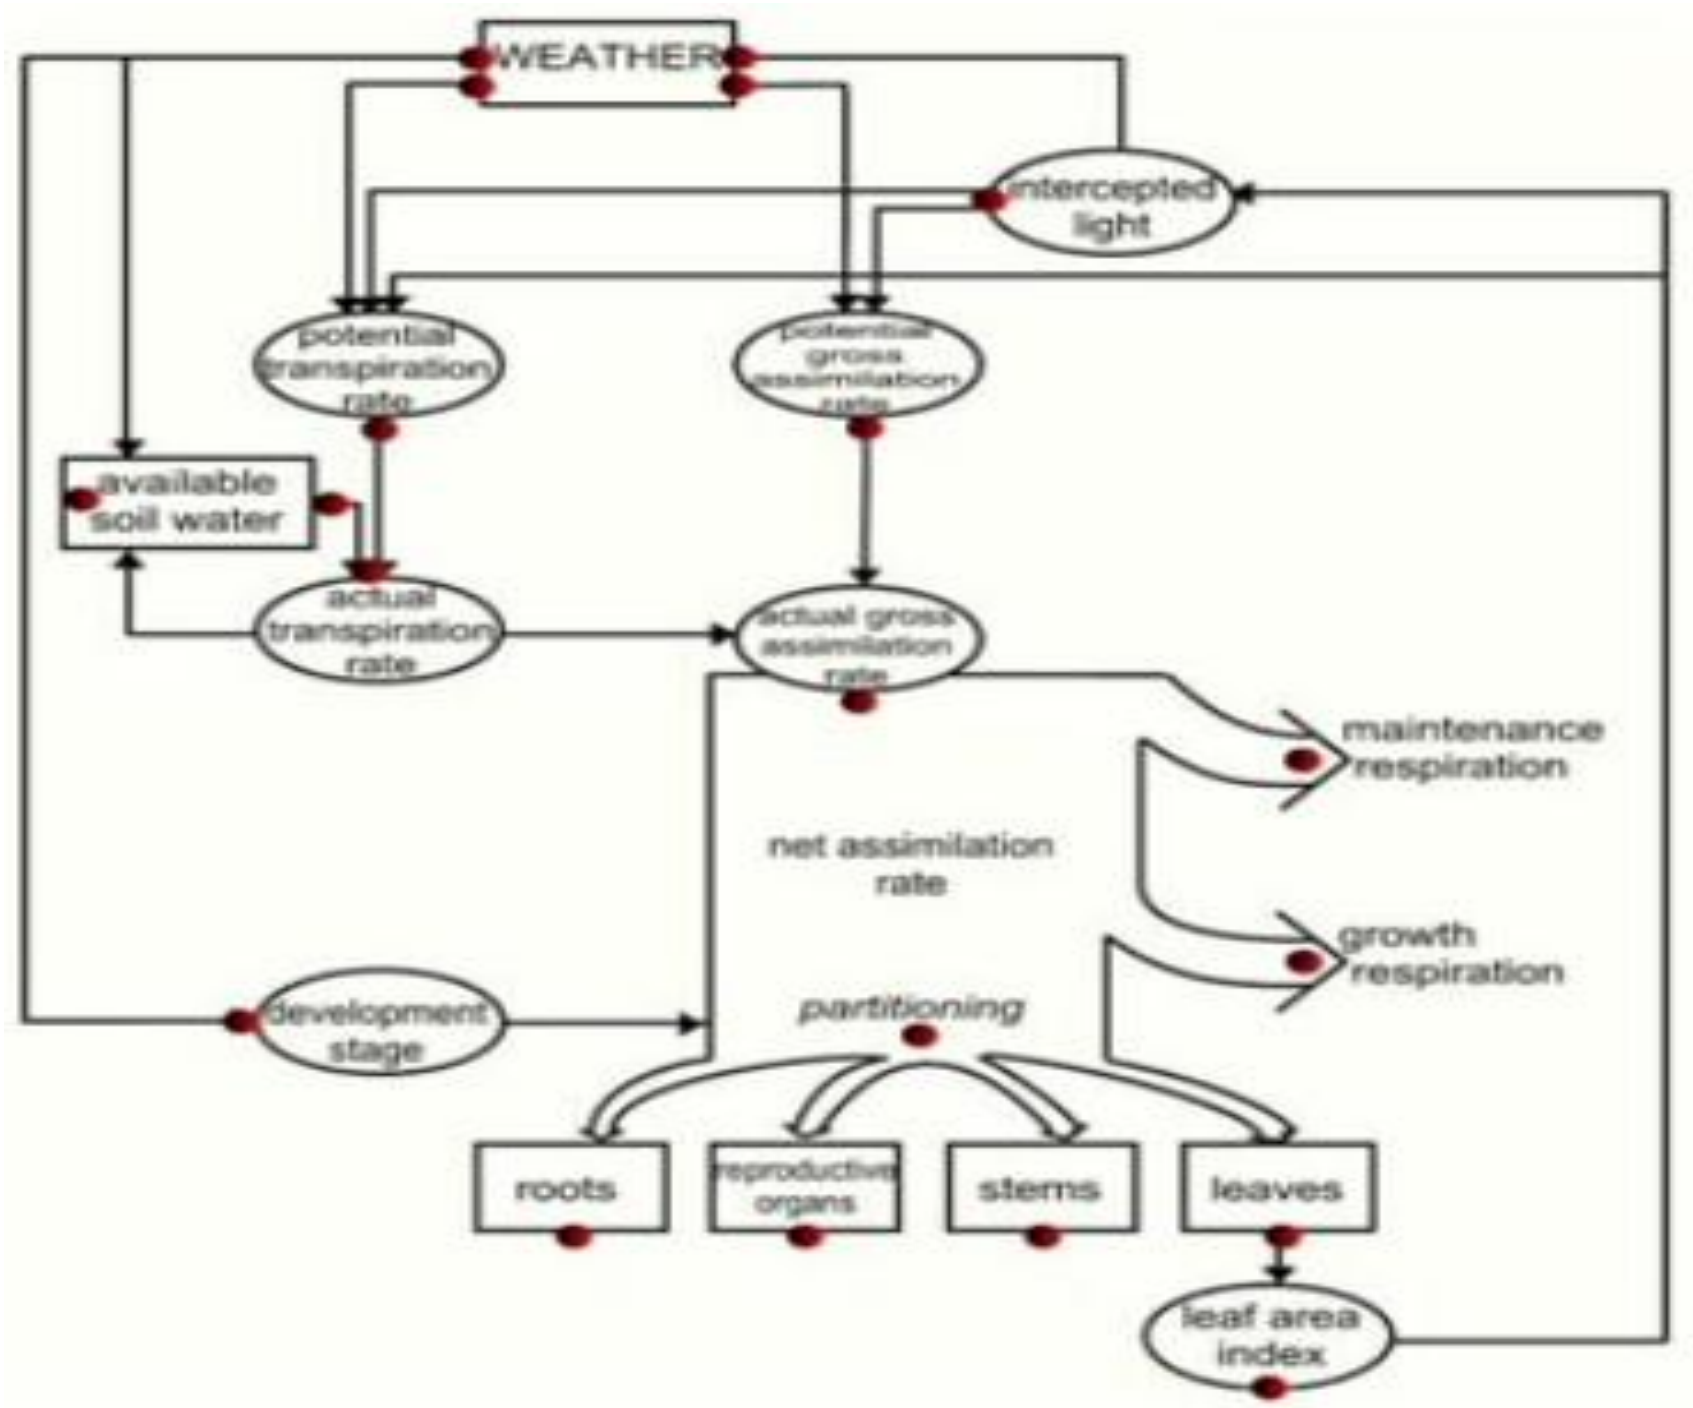 WEATHER
intercepted
light
potential
transpiration
rate
potential
gross
assimilation
rate
available
soil water
actual
transpiration
rate
actual gross
assimilation
rate
maintenance
respiration
net assimilation
rate
growth
respiration
partitioning
development
stage
roots
reproductive
organs
stems
leaves
leaf area
index